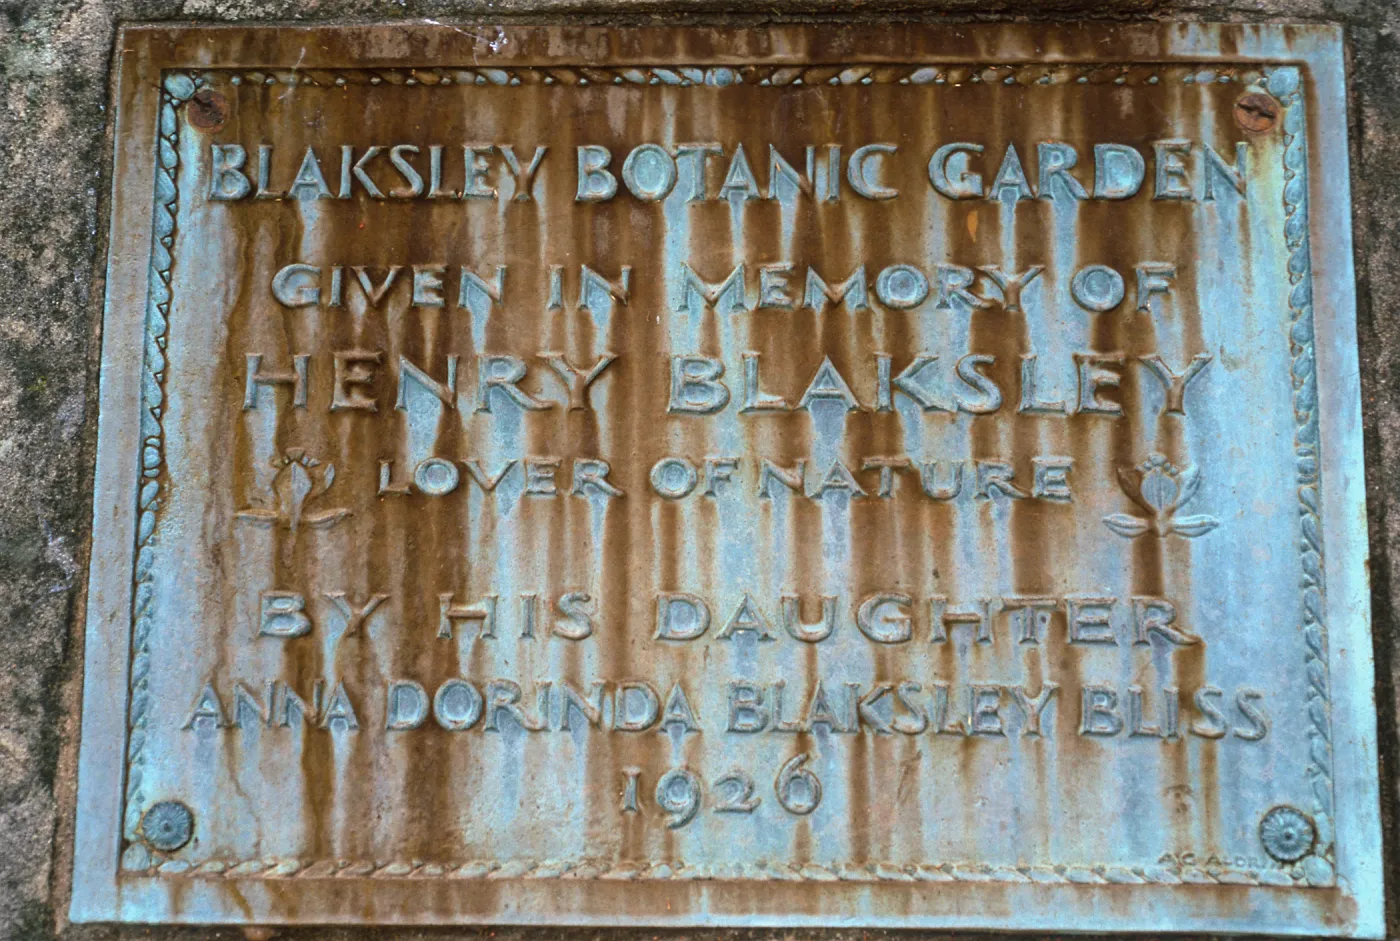 BLAKSLEY BOTANIC GARDEN
GIVEN IN MEMORY OF
HENRY BLAKSLEY
LOVER OF NATURE
BY HIS DAUGHTER
ANNA DORINDA BLAKSLEY BLISS
1926